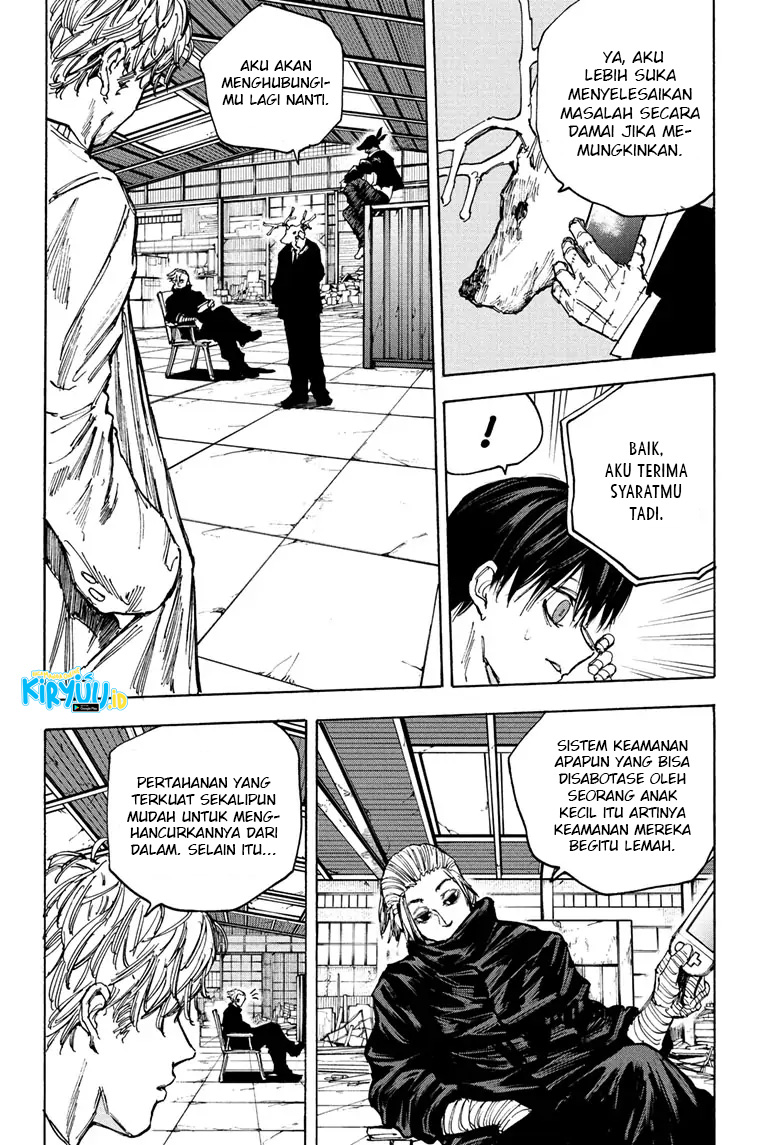 YA, AKU
LEBIH SUKA
MENYELESAIKAN
MASALAH SECARA
DAMAI JIKA ME-
MUNGKINKAN.
AKU AKAN
MENGHUBUNGI-
MU LAGI NANTI.
!
BAIK,
AKU TERIMA
SYARATMU
TADI.
KIRYUU.ID
SISTEM KEAMANAN
APAPUN YANG BISA
DISABOTASE OLEH
SEORANG ANAK
KECIL ITU ARTINYA
KEAMANAN MEREKA
BEGITU LEMAH.
PERTAHANAN YANG
TERKUAT SEKALIPUN
MUDAH UNTUK MENG-
HANCURKANNYA DARI
DALAM. SELAIN ITU...